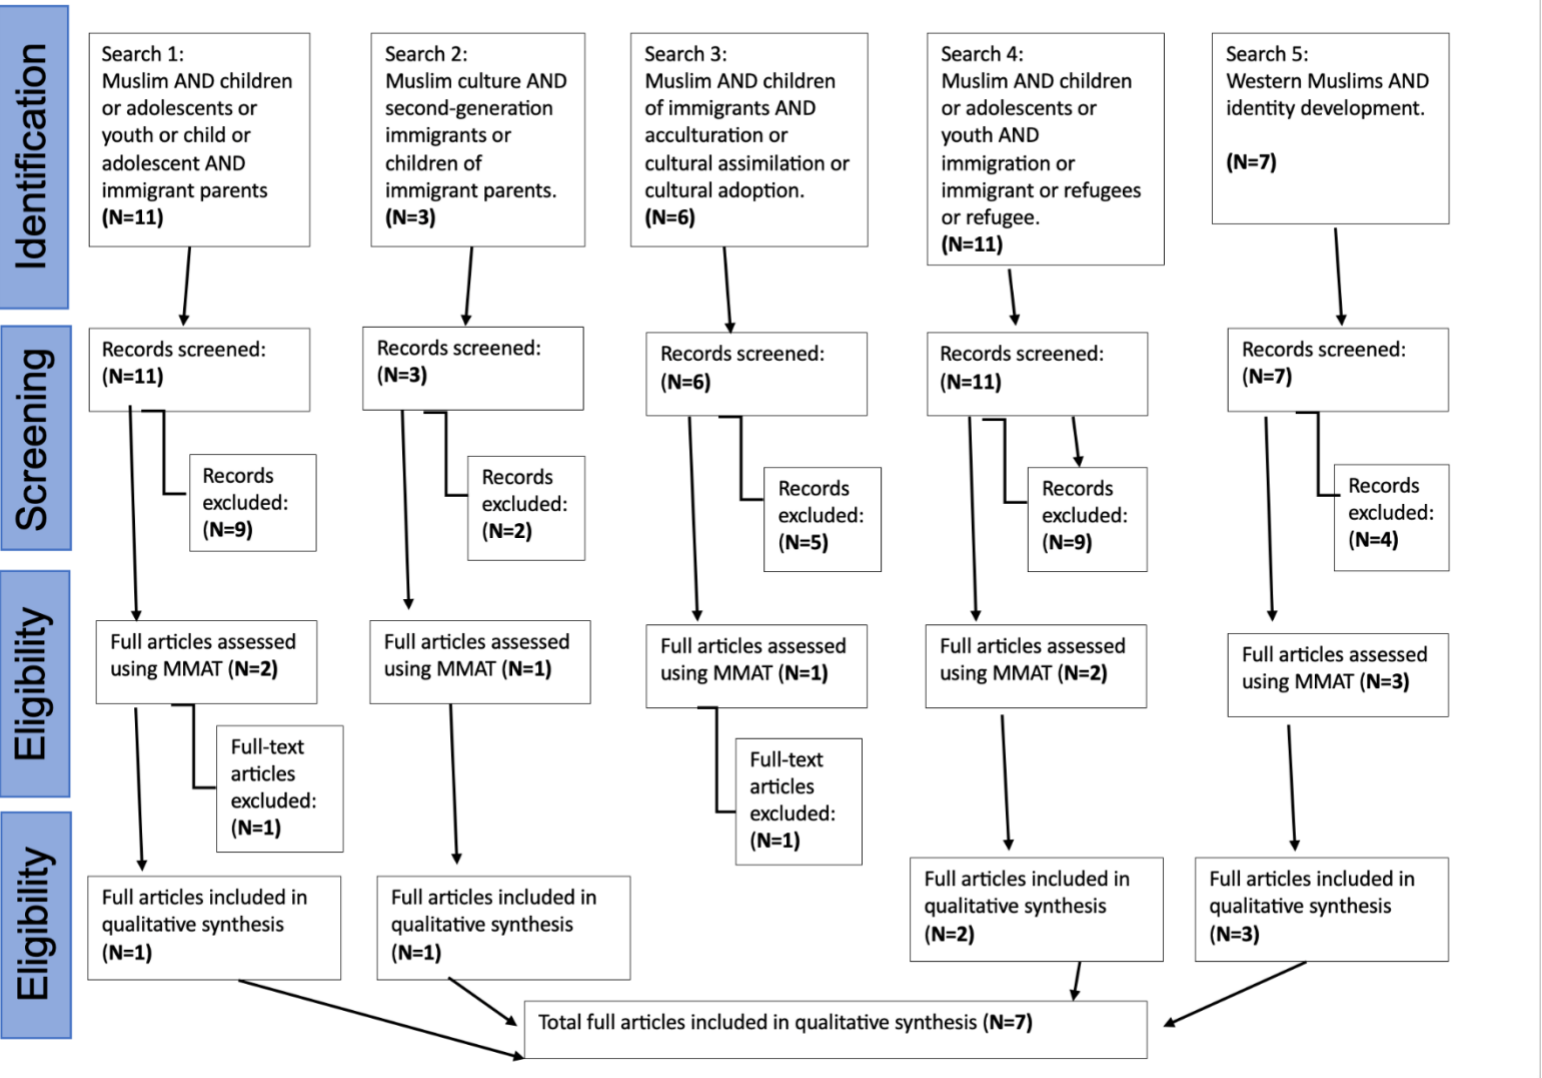 Identification
Search 1:
Muslim AND children
or adolescents or
youth or child or
adolescent AND
immigrant parents
(N=11)
Search 2:
Muslim culture AND
second-generation
immigrants or
children of
immigrant parents.
(N=3)
Search 3:
Muslim AND children
of immigrants AND
acculturation or
cultural assimilation or
cultural adoption.
(N=6)
Search 4:
Muslim AND children
or adolescents or
youth AND
immigration or
immigrant or refugees
or refugee.
(N=11)
Search 5:
Western Muslims AND
identity development.
(N=7)
Screening
Records screened:
(N=11)
Records screened:
(N=3)
Records screened:
(N=6)
Records screened:
(N=11)
Records screened:
(N=7)
Records
excluded:
(N=9)
Records
excluded:
(N=2)
Records
excluded:
(N=5)
Records
excluded:
(N=9)
Records
excluded:
(N=4)
Eligibility
Full articles assessed
using MMAT (N=2)
Full articles assessed
using MMAT (N=1)
Full articles assessed
using MMAT (N=1)
Full articles assessed
using MMAT (N=2)
Full articles assessed
using MMAT (N=3)
Full-text
articles
excluded:
(N=1)
Full-text
articles
excluded:
(N=1)
Eligibility
Full articles included in
qualitative synthesis
(N=1)
Full articles included in
qualitative synthesis
(N=1)
Full articles included in
qualitative synthesis
(N=2)
Full articles included in
qualitative synthesis
(N=3)
Total full articles included in qualitative synthesis (N=7)